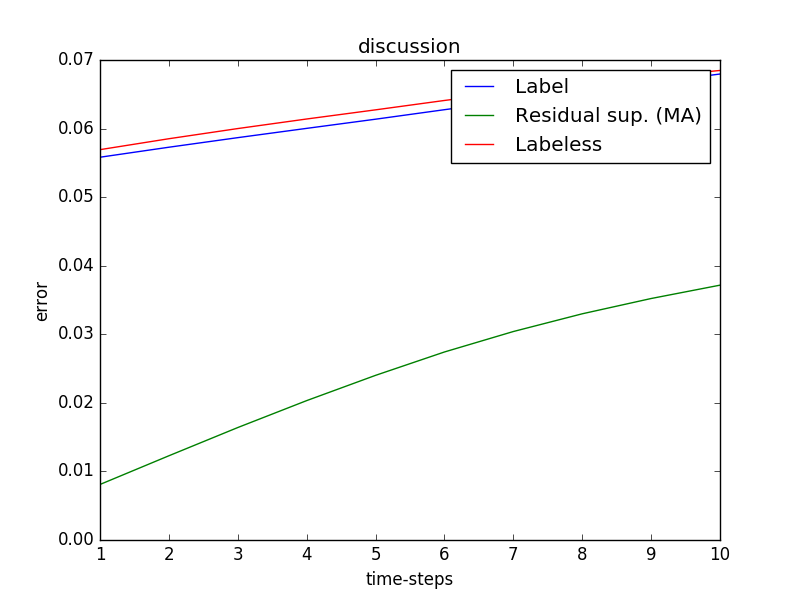 discussion
0.07
0.06
0.05
0.04
0.03
0.02
0.01
0.00
error
Label
Residual sup. (MA)
Labeless
1 2 3 4 5 6 7 8 9 10
time-steps